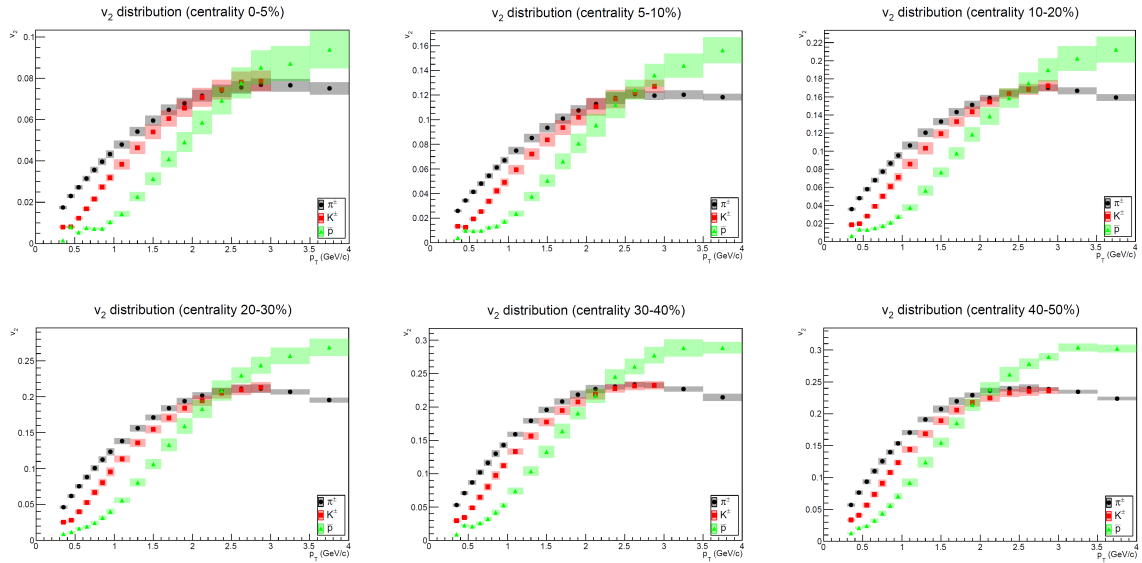 v₂ distribution (centrality 0-5%)
v₂
0.1
0.08
0.06
0.04
0.02
0
0 0.5 1 1.5 2 2.5 3 3.5 4
p_T (GeV/c)
π±
K±
p̅
v₂ distribution (centrality 5-10%)
v₂
0.16
0.14
0.12
0.1
0.08
0.06
0.04
0.02
0
0 0.5 1 1.5 2 2.5 3 3.5 4
p_T (GeV/c)
π±
K±
p̅
v₂ distribution (centrality 10-20%)
v₂
0.22
0.2
0.18
0.16
0.14
0.12
0.1
0.08
0.06
0.04
0.02
0
0 0.5 1 1.5 2 2.5 3 3.5 4
p_T (GeV/c)
π±
K±
p̅
v₂ distribution (centrality 20-30%)
v₂
0.25
0.2
0.15
0.1
0.05
0
0 0.5 1 1.5 2 2.5 3 3.5 4
p_T (GeV/c)
π±
K±
p̅
v₂ distribution (centrality 30-40%)
v₂
0.3
0.25
0.2
0.15
0.1
0.05
0
0 0.5 1 1.5 2 2.5 3 3.5 4
p_T (GeV/c)
π±
K±
p̅
v₂ distribution (centrality 40-50%)
v₂
0.3
0.25
0.2
0.15
0.1
0.05
0
0 0.5 1 1.5 2 2.5 3 3.5 4
p_T (GeV/c)
π±
K±
p̅